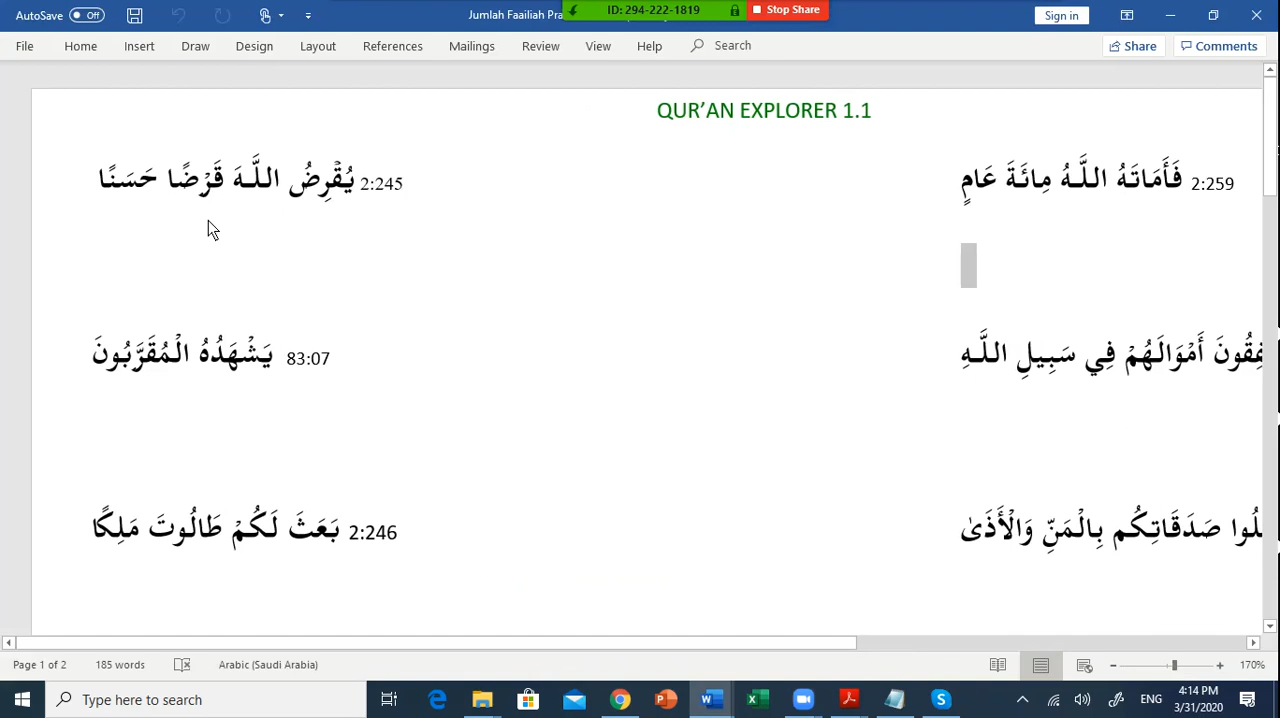 AutoSave Off Jumlah Faailiah Pra ID: 294-222-1819 Stop Share Sign in
File Home Insert Draw Design Layout References Mailings Review View Help Search Share Comments
QUR’AN EXPLORER 1.1
يُقْرِضُ اللَّـهَ قَرْضًا حَسَنًا 2:245
فَأَمَاتَهُ اللَّـهُ مِائَةَ عَامٍ 2:259
يَشْهَدُهُ الْمُقَرَّبُونَ 83:07
أَمْوَالَهُمْ فِي سَبِيلِ اللَّـهِ
بَعَثَ لَكُمْ طَالُوتَ مَلِكًا 2:246
صَدَقَاتِكُم بِالْمَنِّ وَالْأَذَىٰ
Page 1 of 2 185 words Arabic (Saudi Arabia) 170%
Type here to search ENG 4:14 PM
3/31/2020